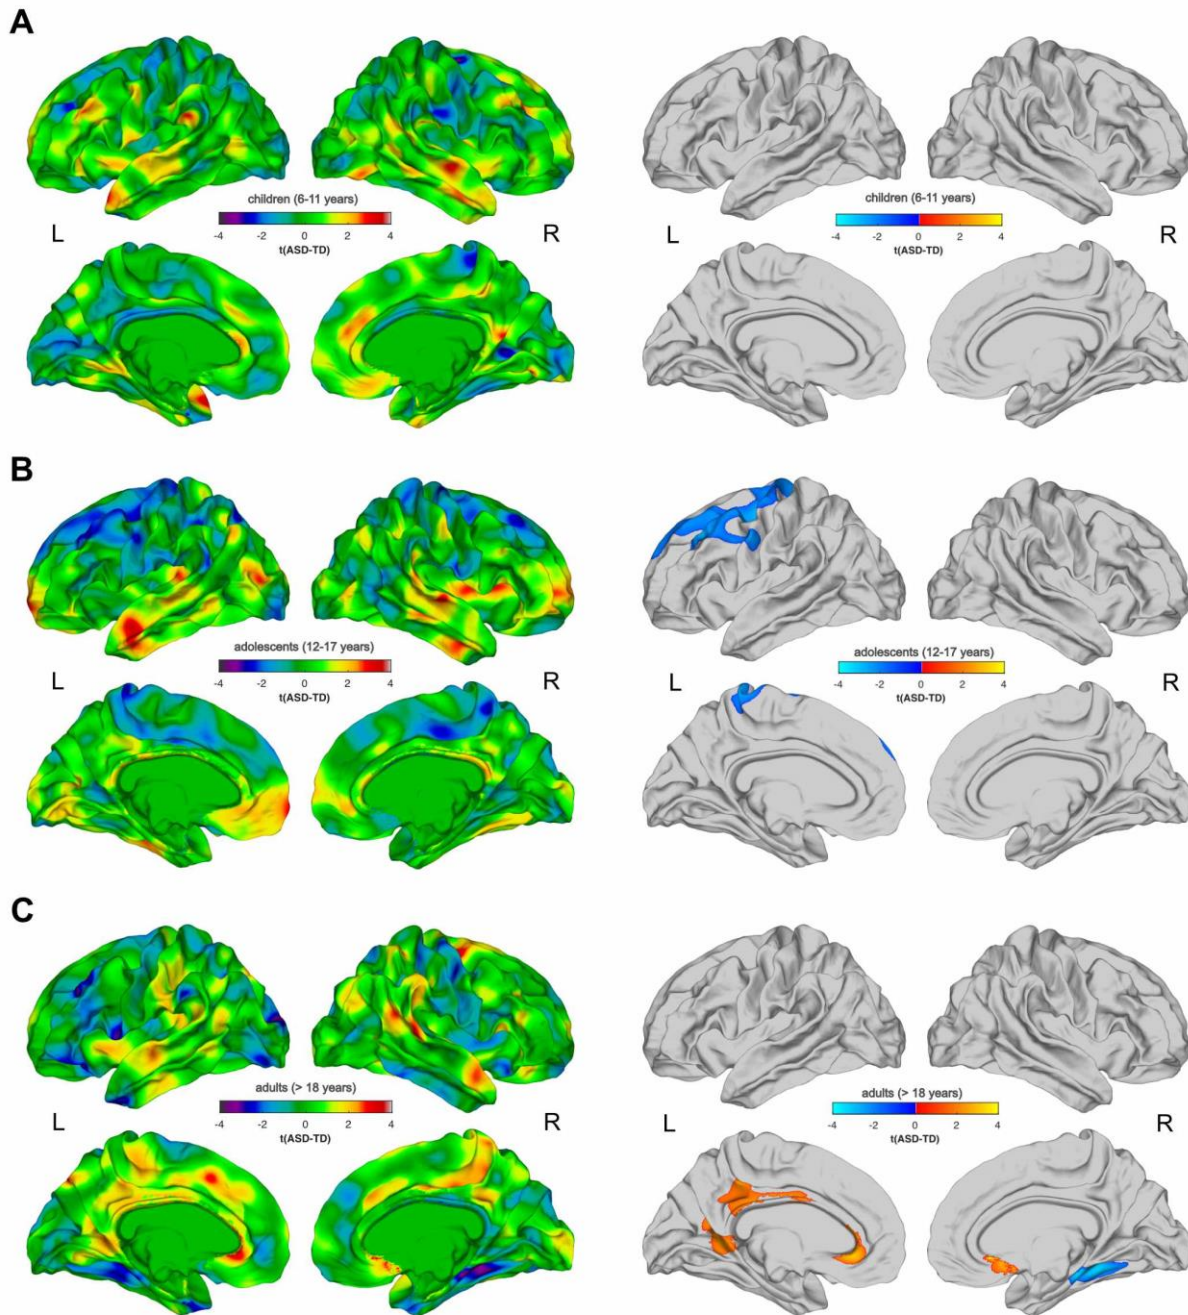 A
children (6-11 years)
-4 -2 0 2 4
t(ASD-TD)
L R
children (6-11 years)
-4 -2 0 2 4
t(ASD-TD)
L R
B
adolescents (12-17 years)
-4 -2 0 2 4
t(ASD-TD)
L R
adolescents (12-17 years)
-4 -2 0 2 4
t(ASD-TD)
L R
C
adults (> 18 years)
-4 -2 0 2 4
t(ASD-TD)
L R
adults (> 18 years)
-4 -2 0 2 4
t(ASD-TD)
L R